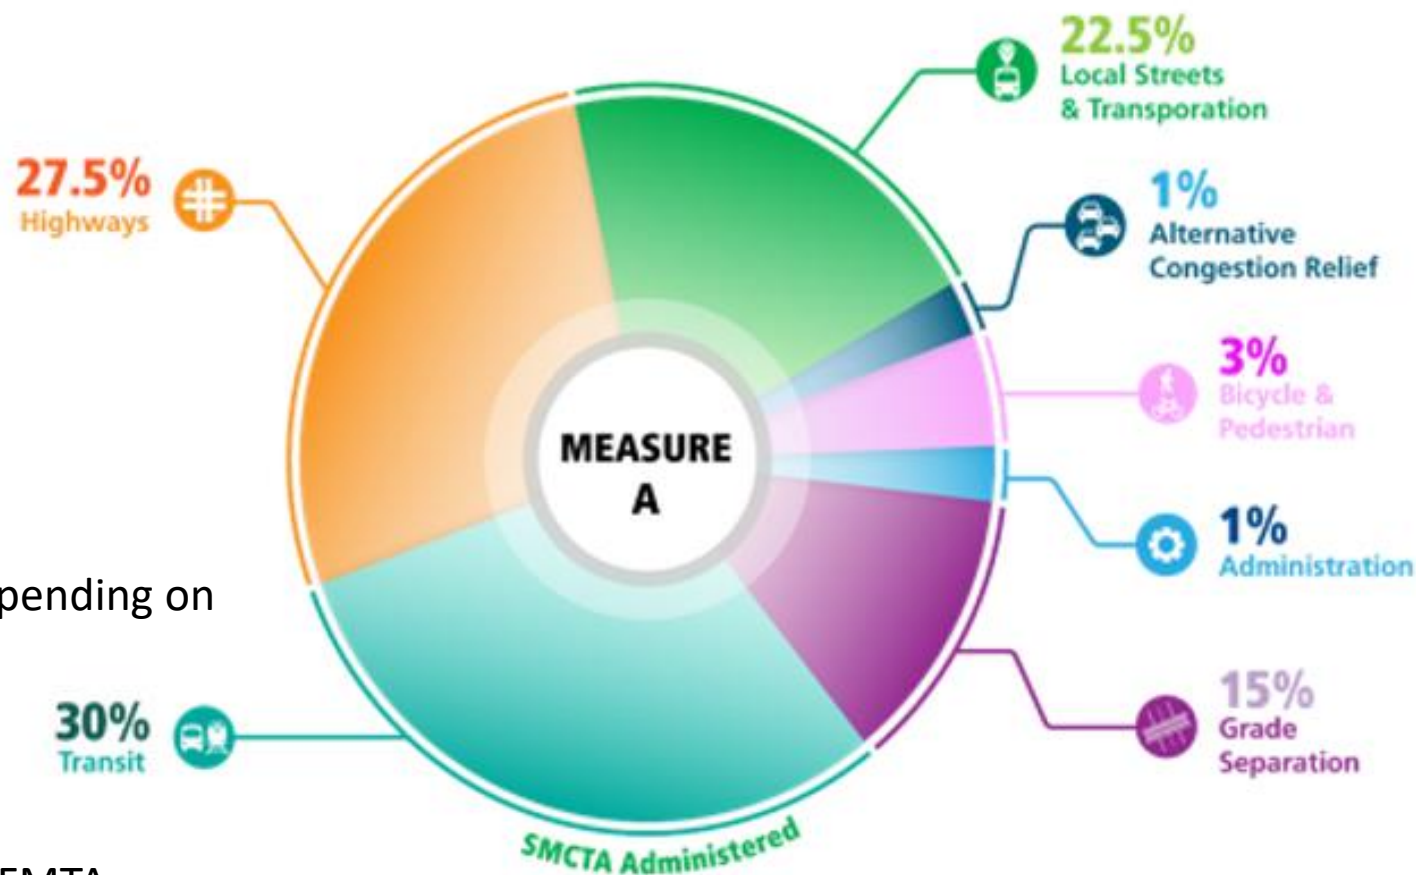 22.5%
Local Streets
& Transporation
27.5%
Highways
1%
Alternative
Congestion Relief
3%
Bicycle &
Pedestrian
MEASURE
A
1%
Administration
pending on
30%
Transit
15%
Grade
Separation
SMCTA Administered